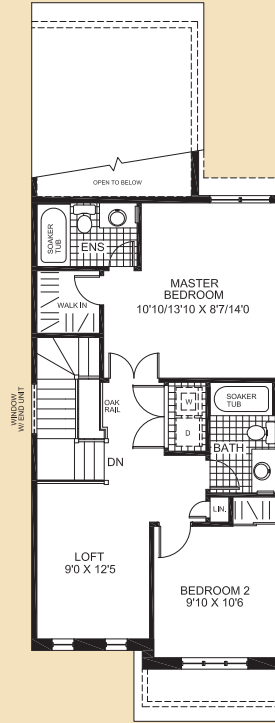 OPEN TO BELOW
SOAKER
TUB
ENS
WALK IN
MASTER
BEDROOM
10'10/13'10 X 8'7/14'0
WINDOW
W/ END UNIT
OAK
RAIL
W
D
SOAKER
TUB
BATH
DN
LIN.
LOFT
9'0 X 12'5
BEDROOM 2
9'10 X 10'6